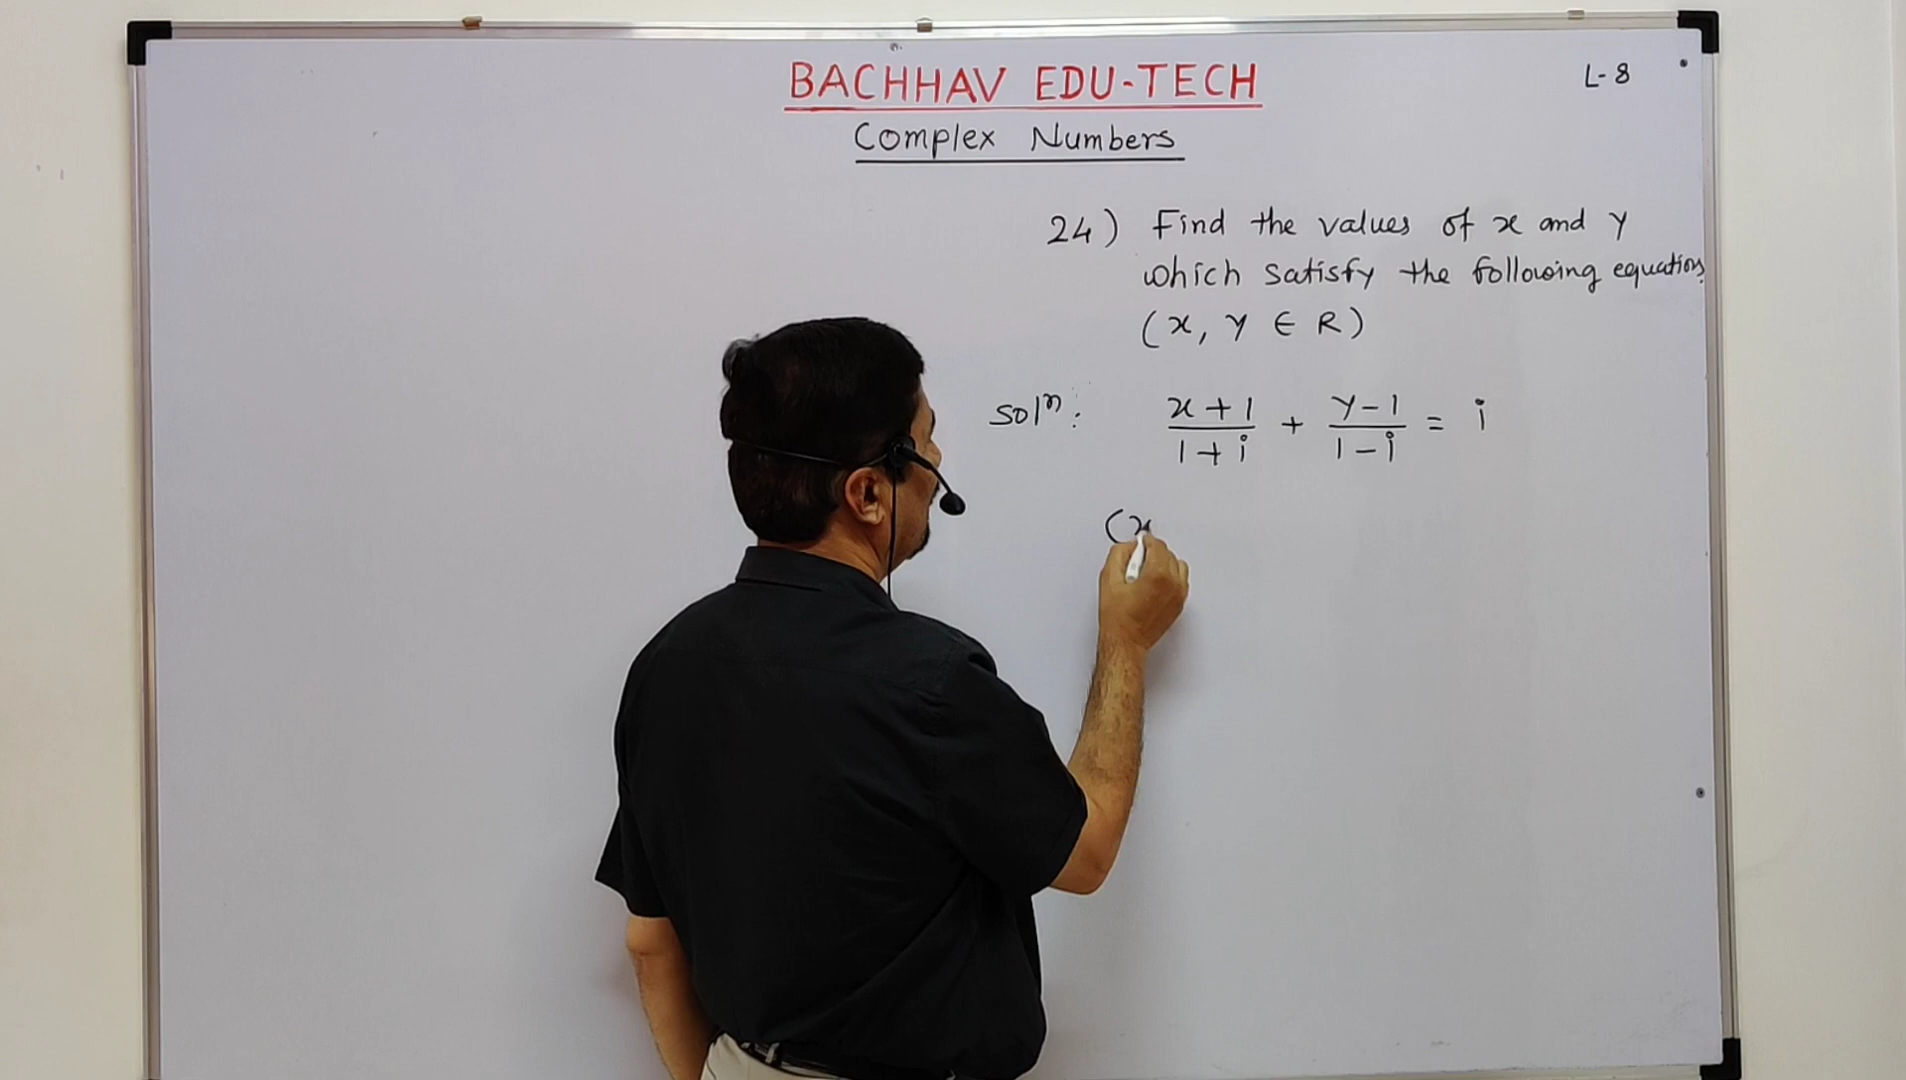 BACHHAV EDU-TECH
L-8
Complex Numbers
24) Find the values of x and y
which satisfy the following equations.
(x, y ∈ R)
Solⁿ: (x+1)/(1+i) + (y-1)/(1-i) = i
(x